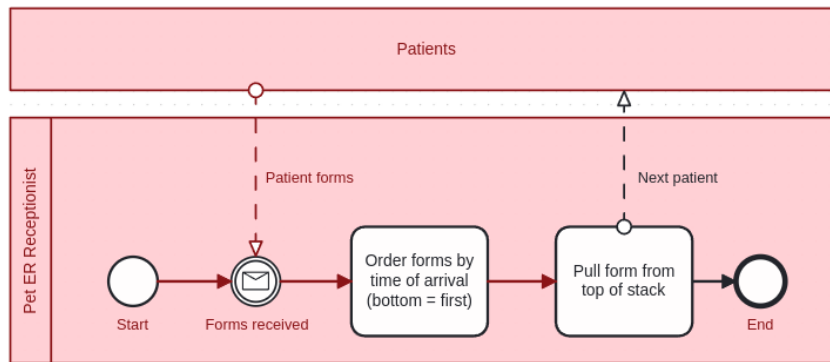 Patients
Patient forms
Next patient
Pet ER Receptionist
Order forms by
time of arrival
(bottom = first)
Pull form from
top of stack
Start
Forms received
End